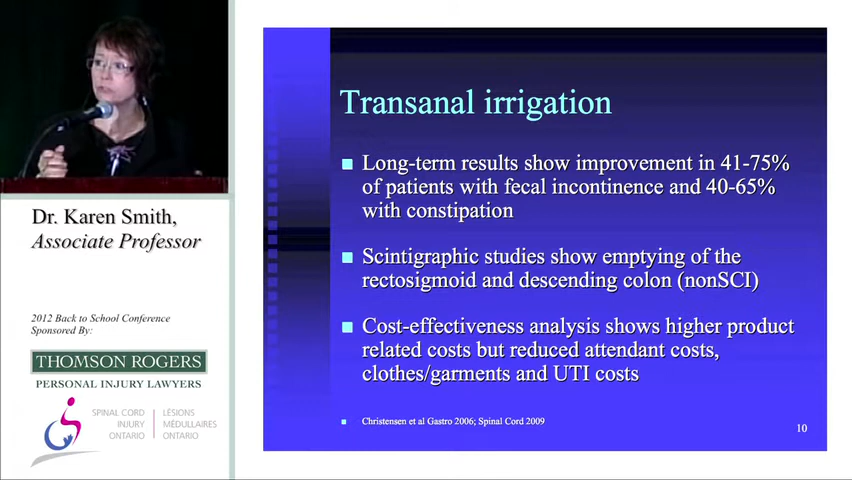 Dr. Karen Smith,
Associate Professor
2012 Back to School Conference
Sponsored By:
THOMSON ROGERS
PERSONAL INJURY LAWYERS
SPINAL CORD
INJURY
ONTARIO
LÉSIONS
MÉDULLAIRES
ONTARIO
Transanal irrigation
Long-term results show improvement in 41-75%
of patients with fecal incontinence and 40-65%
with constipation
Scintigraphic studies show emptying of the
rectosigmoid and descending colon (nonSCI)
Cost-effectiveness analysis shows higher product
related costs but reduced attendant costs,
clothes/garments and UTI costs
Christensen et al Gastro 2006; Spinal Cord 2009
10